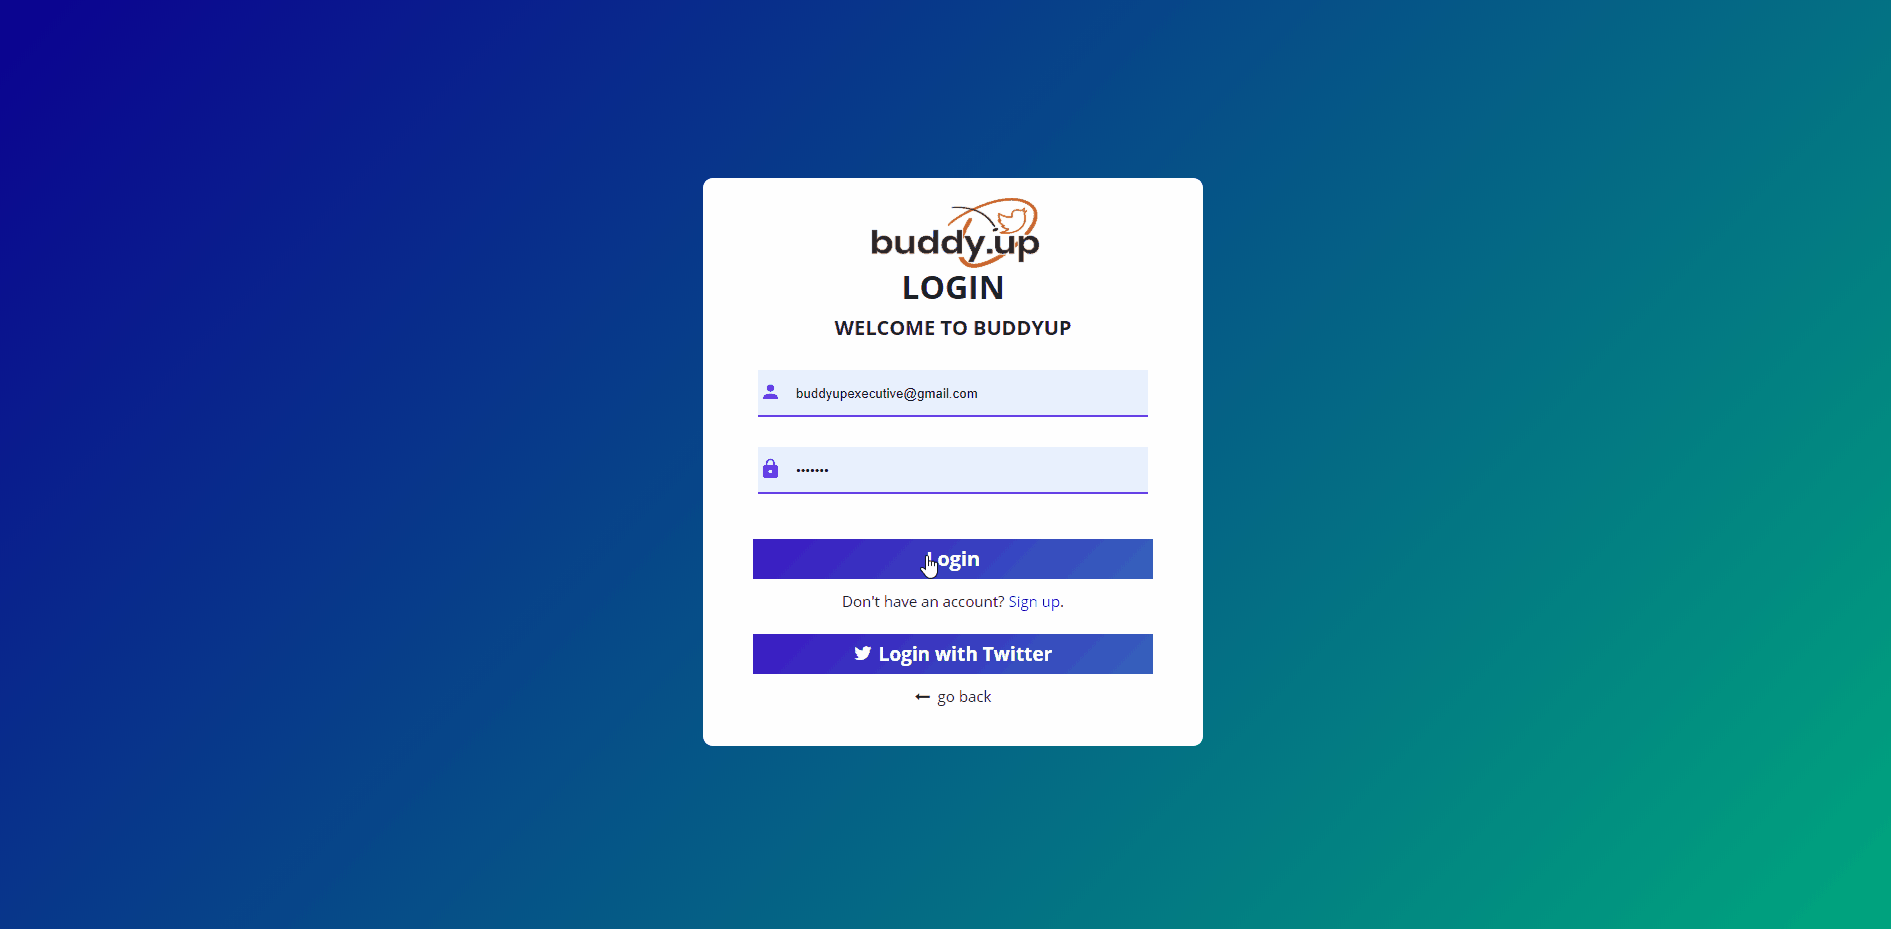 buddy.up
LOGIN
WELCOME TO BUDDYUP
buddyupexecutive@gmail.com
•••••••
Login
Don't have an account? Sign up.
Login with Twitter
go back